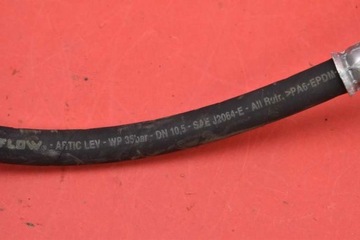 FLOW® - ARTIC LEV - WP 35bar - DN 10.5 - SAE J2064-E - All Refr. >PA6-EPDM